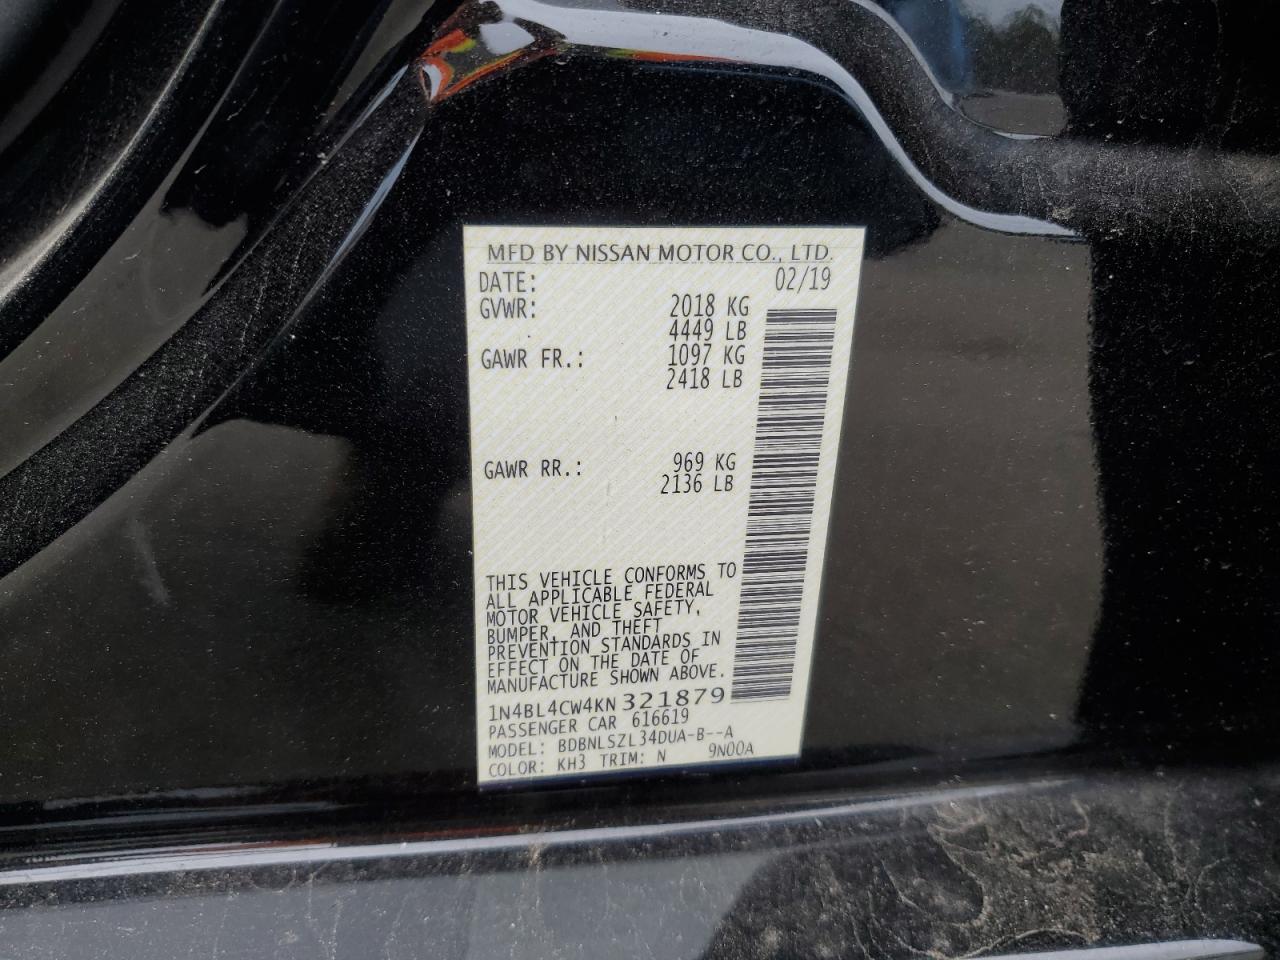 MFD BY NISSAN MOTOR CO., LTD.
DATE: 02/19
GVWR: 2018 KG
4449 LB
GAWR FR.: 1097 KG
2418 LB
GAWR RR.: 969 KG
2136 LB
THIS VEHICLE CONFORMS TO
ALL APPLICABLE FEDERAL
MOTOR VEHICLE SAFETY,
BUMPER, AND THEFT
PREVENTION STANDARDS IN
EFFECT ON THE DATE OF
MANUFACTURE SHOWN ABOVE.
1N4BL4CW4KN321879
PASSENGER CAR 616619
MODEL: BDBNLSZL34DUA-B--A
COLOR: KH3 TRIM: N 9N00A